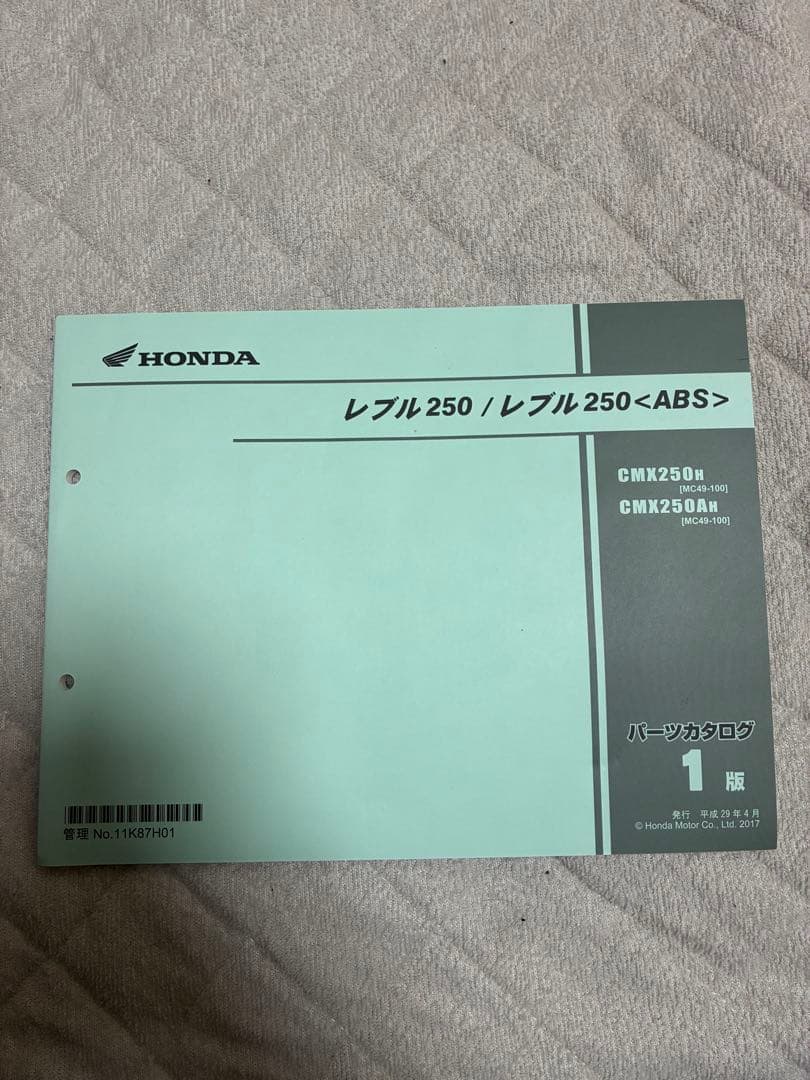 HONDA
レブル250 / レブル250<ABS>
CMX250H
[MC49-100]
CMX250AH
[MC49-100]
パーツカタログ
1版
発行 平成29年4月
© Honda Motor Co., Ltd. 2017
管理 No.11K87H01